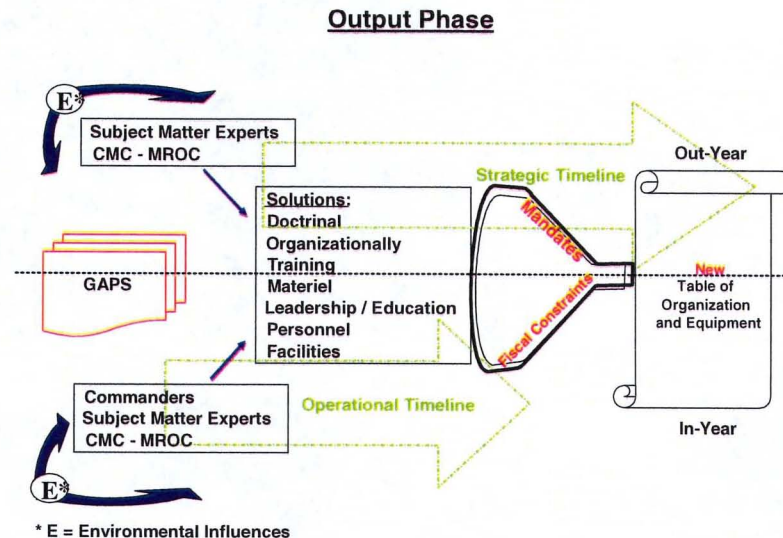 Output Phase
E*
Subject Matter Experts
CMC - MROC
Out-Year
Strategic Timeline
Solutions:
Doctrinal
Organizationally
Training
Materiel
Leadership / Education
Personnel
Facilities
Mandates
Fiscal Constraints
GAPS
New
Table of
Organization
and Equipment
Commanders
Subject Matter Experts
CMC - MROC
Operational Timeline
In-Year
E*
* E = Environmental Influences